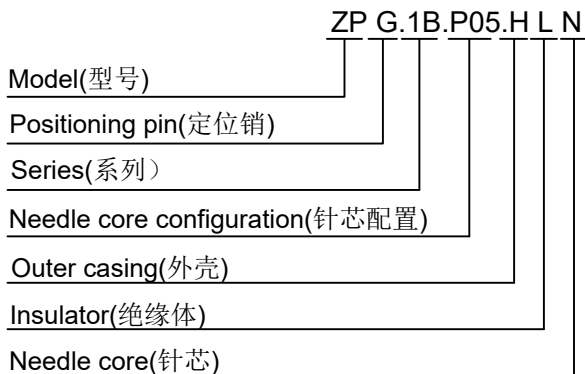 ZP G.1B.P05.H L N
Model(型号)
Positioning pin(定位销)
Series(系列）
Needle core configuration(针芯配置)
Outer casing(外壳)
Insulator(绝缘体)
Needle core(针芯)